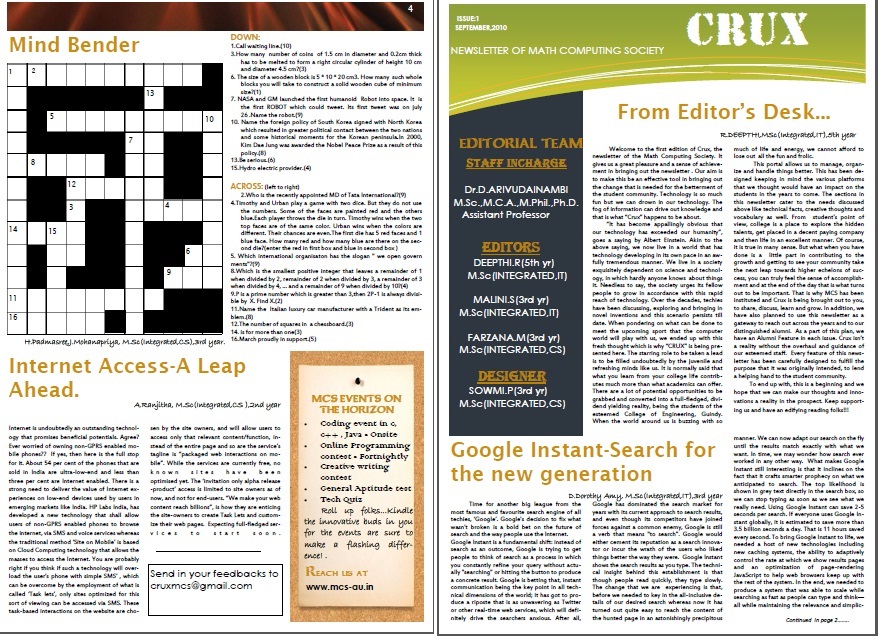 4
Mind Bender
1
2
13
5
10
7
8
12
3
4
14
15
6
9
11
16
H.Padmasree,J.Mohanapriya, M.Sc(Integrated,CS),3rd year.
DOWN:
1.Call waiting line.(10)
3.How many number of coins of 1.5 cm in diameter and 0.2cm thick
has to be melted to form a right circular cylinder of height 10 cm
and diameter 4.5 cm?(3)
6. The size of a wooden block is 5 * 10 * 20 cm3. How many such whole
blocks you will take to construct a solid wooden cube of minimum
size?(1)
7. NASA and GM launched the first humanoid Robot into space. It is
the first ROBOT which could tweet. Its first tweet was on july
26 .Name the robot.(9)
10. Name the foreign policy of South Korea signed with North Korea
which resulted in greater political contact between the two nations
and some historical moments for the Korean peninsula.In 2000,
Kim Dae Jung was awarded the Nobel Peace Prize as a result of this
policy.(8)
13.Be serious.(6)
15.Hydro electric provider.(4)
ACROSS: (left to right)
2.Who is the recently appointed MD of Tata International?(9)
4.Timothy and Urban play a game with two dice. But they do not use
the numbers. Some of the faces are painted red and the others
blue.Each player throws the die in turn. Timothy wins when the two
top faces are of the same color. Urban wins when the colors are
different. Their chances are even.The first die has 5 red faces and 1
blue face. How many red and how many blue are there on the sec-
ond die?(enter the red in first box and blue in second box )
5. Which international organisaton has the slogan " we open govern
ments"?(9)
8.Which is the smallest positive integer that leaves a remainder of 1
when divided by 2, remainder of 2 when divided by 3, a remainder of 3
when divided by 4, ... and a remainder of 9 when divided by 10?(4)
9.P is a prime number which is greater than 3,then 2P-1 is always divisi-
ble by X. Find X.(2)
11.Name the Italian luxury car manufacturer with a Trident as its em-
blem.(8)
12.The number of squares in a chessboard.(3)
14. is for more than one(3)
16.March proudly in support.(5)
Internet Access-A Leap
Ahead.
A.Ranjitha, M.Sc(Integrated,CS ),2nd year
Internet is undoubtedly an outstanding technol-
ogy that promises beneficial potentials. Agree?
Ever worried of owning non-GPRS enabled mo-
bile phones?? If yes, then here is the full stop
for it. About 54 per cent of the phones that are
sold in India are ultra-low-end and less than
three per cent are Internet enabled. There is a
strong need to deliver the value of Internet ex-
periences on low-end devices used by users in
emerging markets like India. HP Labs India, has
developed a new technology that shall allow
users of non-GPRS enabled phones to browse
the internet, via SMS and voice services whereas
the traditional method 'Site on Mobile' is based
on Cloud Computing technology that allows the
masses to access the Internet. You are probably
right if you think if such a technology will over-
load the user's phone with simple SMS' , which
can be overcome by the employment of what is
called 'Task lets', only sites optimized for this
sort of viewing can be accessed via SMS. These
task-based interactions on the website are cho-
sen by the site owners, and will allow users to
access only that relevant content/function, in-
stead of the entire page and so are the service's
tagline is "packaged web interactions on mo-
bile". While the services are currently free, no
known sites have been
optimised yet. The 'invitation only alpha release
-product' access is limited to site owners as of
now, and not for end-users. "We make your web
content reach billions", is how they are enticing
the site-owners to create Task Lets and custom-
ize their web pages. Expecting full-fledged ser-
vices to start soon.
Send in your feedbacks to
cruxmcs@gmail.com
MCS EVENTS ON
THE HORIZON
• Coding event in c,
c++ , Java • Onsite
• Online Programming
contest • Fortnightly
• Creative writing
contest
• General Aptitude test
• Tech Quiz
Roll up folks...Kindle
the innovative buds in you
for the events are sure to
make a flashing differ-
ence! .
REACH US AT
www.mcs-au.in
ISSUE:1
SEPTEMBER,2010
CRUX
NEWSLETTER OF MATH COMPUTING SOCIETY
EDITORIAL TEAM
STAFF INCHARGE
Dr.D.ARIVUDAINAMBI
M.Sc.,M.C.A.,M.Phil.,Ph.D.
Assistant Professor
EDITORS
DEEPTHI.R(5th yr)
M.Sc(INTEGRATED,IT)
MALINI.S(3rd yr)
M.Sc(INTEGRATED,IT)
FARZANA.M(3rd yr)
M.Sc(INTEGRATED,CS)
DESIGNER
SOWMI.P(3rd yr)
M.Sc(INTEGRATED,CS)
From Editor's Desk...
R.DEEPTHI,MSc(Integrated,IT),5th year
Welcome to the first edition of Crux, the
newsletter of the Math Computing Society. It
gives us a great pleasure and a sense of achieve-
ment in bringing out the newsletter . Our aim is
to make this be an effective tool in bringing out
the change that is needed for the betterment of
the student community. Technology is so much
fun but we can drown in our technology. The
fog of information can drive out knowledge and
that is what "Crux" happens to be about.
"It has become appallingly obvious that
our technology has exceeded our humanity",
goes a saying by Albert Einstein. Akin to the
above saying, we now live in a world that has
technology developing in its own pace in an aw-
fully tremendous manner. We live in a society
exquisitely dependent on science and technol-
ogy, in which hardly anyone knows about things
in it. Needless to say, the society urges its fellow
people to grow in accordance with this rapid
reach of technology. Over the decades, techies
have been discussing, exploring and bringing in
novel inventions and this scenario persists till
date. When pondering on what can be done to
meet the upcoming sport that the computer
world will play with us, we ended up with this
fresh thought which is why "CRUX" is being pre-
sented here. The starring role to be taken as a lead
is to be filled undoubtedly by the juvenile and
refreshing minds like us. It is normally said that
what you learn from your college life contrib-
utes much more than what academics can offer.
There are a lot of potential opportunities to be
grabbed and converted into a full-fledged, divi-
dend yielding reality, being the students of the
esteemed College of Engineering, Guindy.
When the world around us is buzzing with so
much of life and energy, we cannot afford to
lose out all the fun and frolic.
This portal allows us to manage, organ-
ize and handle things better. This has been de-
signed keeping in mind the various platforms
that we thought would have an impact on the
students in the years to come. The sections in
this newsletter cater to the needs discussed
above like technical facts, creative thoughts and
vocabulary as well. From student's point of
view, college is a place to explore the hidden
talents, get placed in a decent paying company
and then life in an excellent manner. Of course,
it is true in many sense. But what when you have
done is a little part in contributing to the
growth and getting to see your community take
the next leap towards higher echelons of suc-
cess, you can truly feel the sense of accomplish-
ment and at the end of the day that is what turns
out to be important. That is why MCS has been
instituted and Crux is being brought out to you,
to share, discuss, learn and grow. In addition, we
have also planned to use this newsletter as a
gateway to reach out across the years and to our
distinguished alumni. As a part of this plan, we
have an Alumni Feature in each issue. Crux isn't
a reality without the overhaul and guidance of
our esteemed staff. Every feature of this news-
letter has been carefully designed to fulfill the
purpose that it was originally intended, to lend
a helping hand to the student community.
To end up with, this is a beginning and we
hope that we can make our thoughts and inno-
vations a reality in the prospect. Keep support-
ing us and have an edifying reading folks!!!
Google Instant-Search for
the new generation
D.Dorothy Amy, M.Sc(Integrated,IT),3rd year
Time for another big league from the
most famous and favourite search engine of all
techies, 'Google'. Google's decision to fix what
wasn't broken is a bold bet on the future of
search and the way people use the Internet.
Google Instant is a fundamental shift: instead of
search as an outcome, Google is trying to get
people to think of search as a process in which
you constantly refine your query without actu-
ally "searching" or hitting the button to produce
a concrete result. Google is betting that, instant
communication being the key point in all tech-
nical dimensions of the world; it has got to pro-
duce a riposte that is as unswerving as Twitter
or other real-time web services, which will defi-
nitely drive the searchers anxious. After all,
Google has dominated the search market for
years with its current approach to search results,
and even though its competitors have joined
forces against a common enemy, Google is still
a verb that means "to search". Google would
either cement its reputation as a search innova-
tor or incur the wrath of the users who liked
things better the way they were. Google Instant
shows the search results as you type. The techni-
cal insight behind this establishment is that
though people read quickly, they type slowly.
The change that we are experiencing is that,
before we needed to key in the all-inclusive de-
tails of our desired search whereas now it has
turned out quite easy to reach the content of
the hunted page in an astonishingly precipitous
manner. We can now adapt our search on the fly
until the results match exactly with what we
want. In time, we may wonder how search ever
worked in any other way. What makes Google
Instant still interesting is that it inclines on the
fact that it crafts smarter prophecy on what we
anticipated to search. The top likelihood is
shown in grey text directly in the search box, so
we can stop typing as soon as we see what we
really need. Using Google Instant can save 2-5
seconds per search. If everyone uses Google In-
stant globally, it is estimated to save more than
3.5 billion seconds a day. That is 11 hours saved
every second. To bring Google Instant to life, we
needed a host of new technologies including
new caching systems, the ability to adaptively
control the rate at which we show results pages
and an optimization of page-rendering
JavaScript to help web browsers keep up with
the rest of the system. In the end, we needed to
produce a system that was able to scale while
searching as fast as people can type and think—
all while maintaining the relevance and simplic-
Continued in page 2........